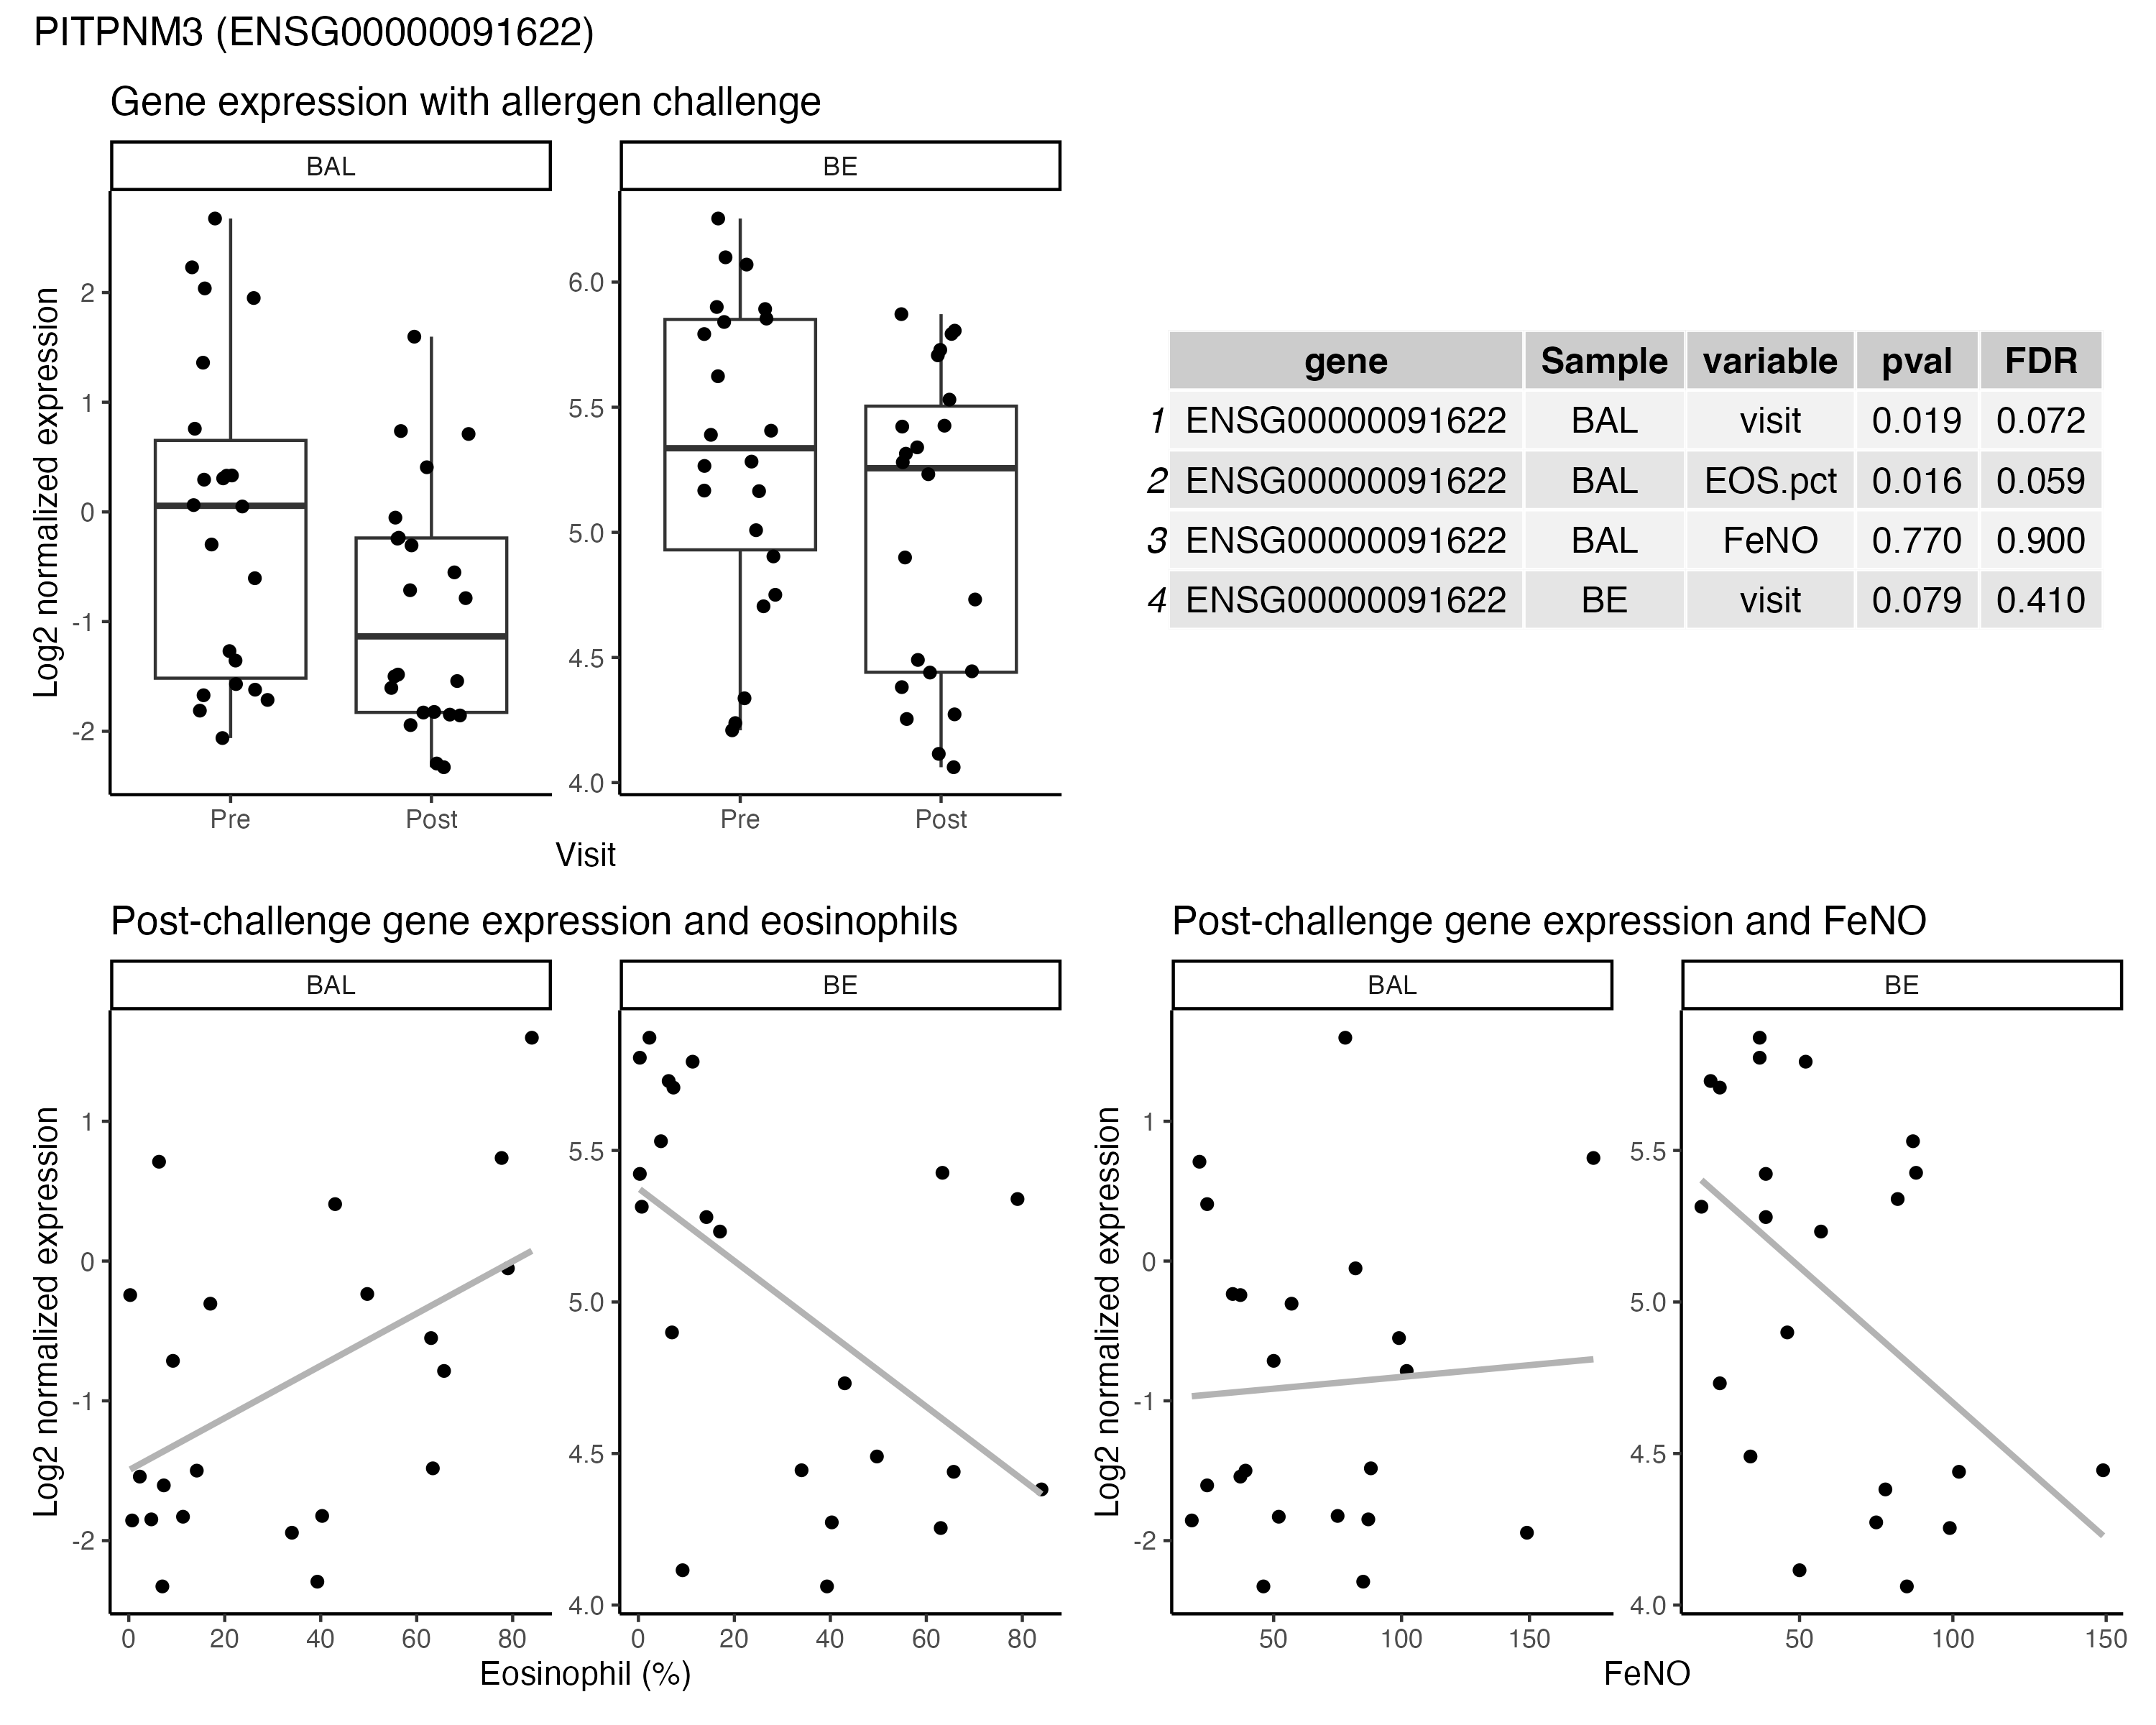 PITPNM3 (ENSG00000091622)
Gene expression with allergen challenge
BAL
BE
Log2 normalized expression
2
1
0
-1
-2
6.0
5.5
5.0
4.5
4.0
Pre
Post
Pre
Post
Visit
gene Sample variable pval FDR
1 ENSG00000091622 BAL visit 0.019 0.072
2 ENSG00000091622 BAL EOS.pct 0.016 0.059
3 ENSG00000091622 BAL FeNO 0.770 0.900
4 ENSG00000091622 BE visit 0.079 0.410
Post-challenge gene expression and eosinophils
BAL
BE
Log2 normalized expression
1
0
-1
-2
5.5
5.0
4.5
4.0
0 20 40 60 80
0 20 40 60 80
Eosinophil (%)
Post-challenge gene expression and FeNO
BAL
BE
Log2 normalized expression
1
0
-1
-2
5.5
5.0
4.5
4.0
50 100 150
50 100 150
FeNO